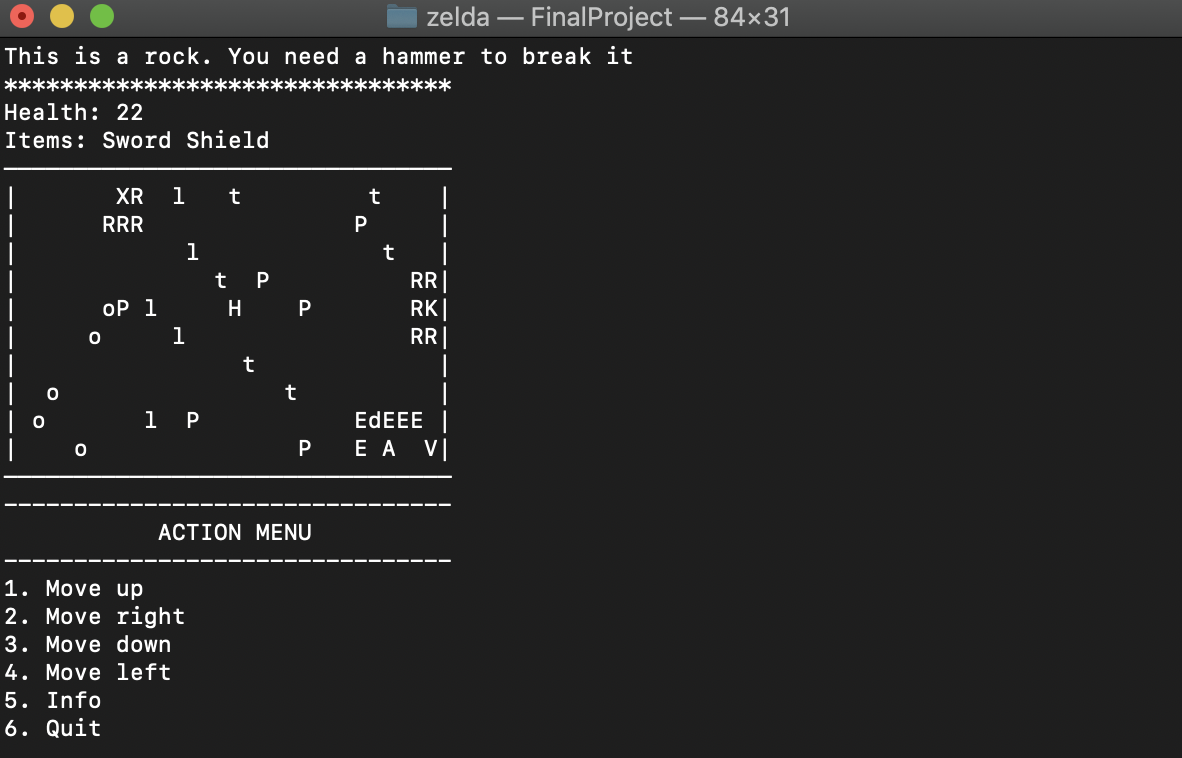 zelda — FinalProject — 84×31
This is a rock. You need a hammer to break it
********************************
Health: 22
Items: Sword Shield
————————————————————————————————
|       XR  l   t         t    |
|      RRR               P     |
|            l             t   |
|              t  P          RR|
|      oP l     H    P       RK|
|     o     l                RR|
|                t             |
|  o                t          |
| o       l  P           EdEEE |
|    o               P   E A  V|
————————————————————————————————
--------------------------------
           ACTION MENU
--------------------------------
1. Move up
2. Move right
3. Move down
4. Move left
5. Info
6. Quit